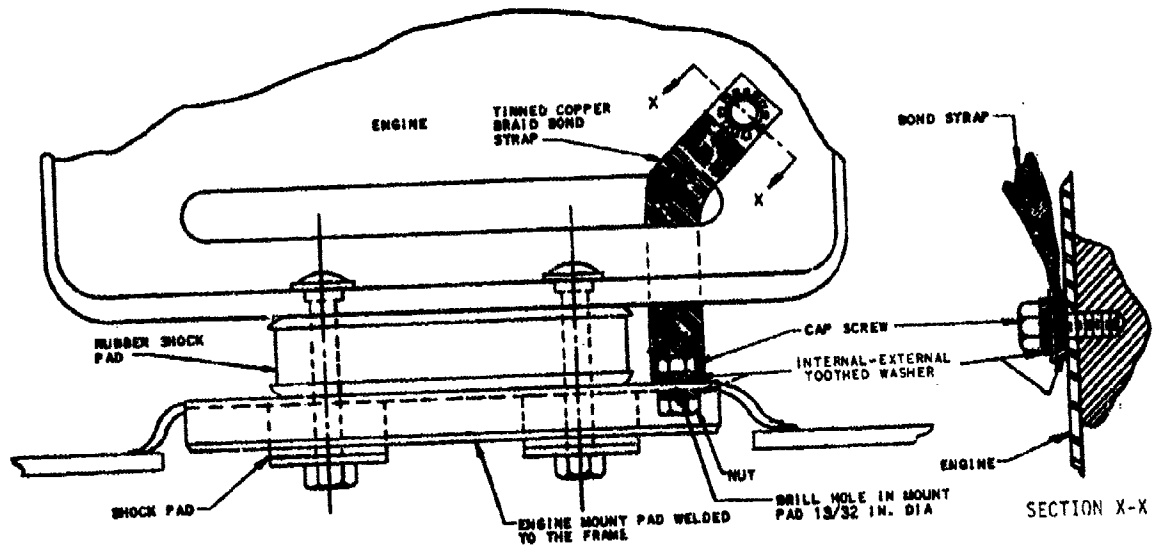 ENGINE
TINNED COPPER
BRAID BOND
STRAP
X
X
BOND STRAP
RUBBER SHOCK
PAD
CAP SCREW
INTERNAL-EXTERNAL
TOOTHED WASHER
SHOCK PAD
ENGINE MOUNT PAD WELDED
TO THE FRAME
NUT
DRILL HOLE IN MOUNT
PAD 13/32 IN. DIA
ENGINE
SECTION X-X